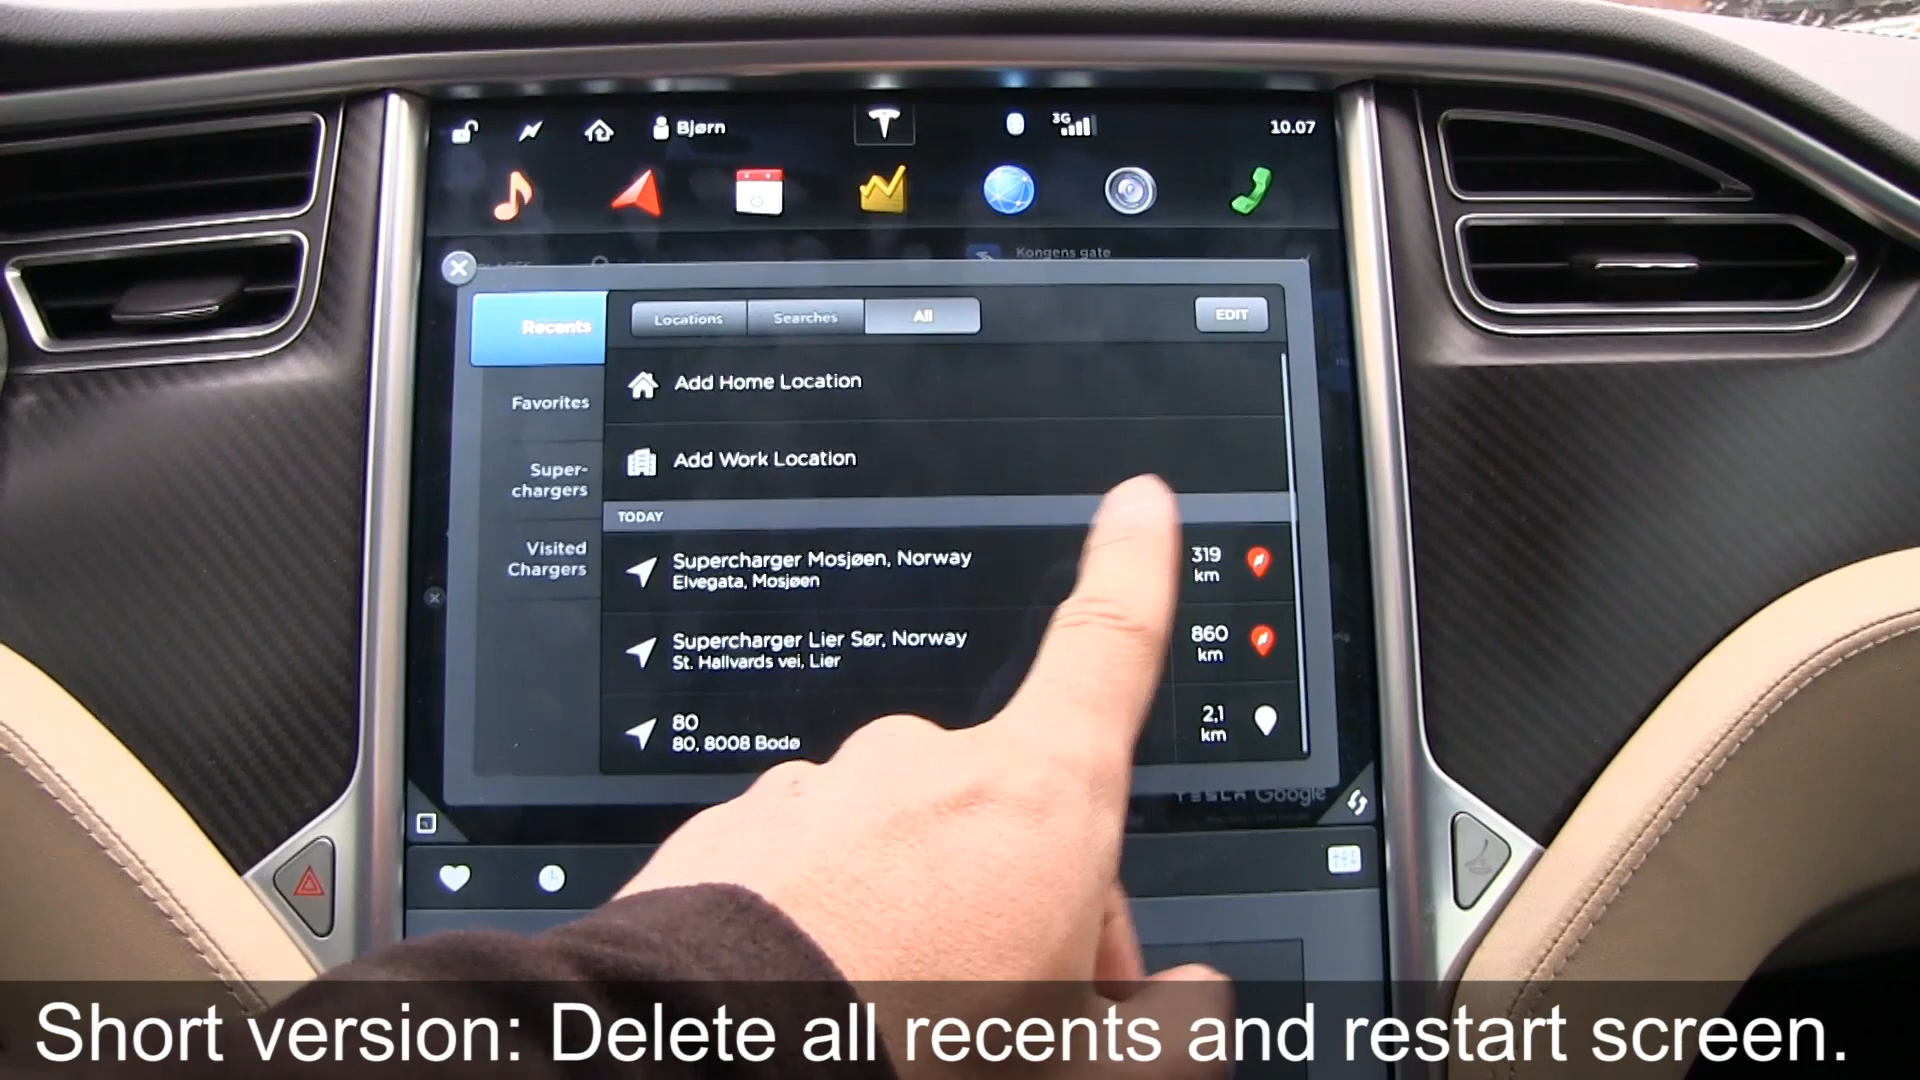 Bjørn
3G
10.07
Kongens gate
Recents
Locations
Searches
All
EDIT
Favorites
Super-
chargers
Visited
Chargers
Add Home Location
Add Work Location
TODAY
Supercharger Mosjøen, Norway
Elvegata, Mosjøen
319
km
Supercharger Lier Sør, Norway
St. Hallvards vei, Lier
860
km
80
80, 8008 Bodø
2,1
km
TESLA Google
Short version: Delete all recents and restart screen.